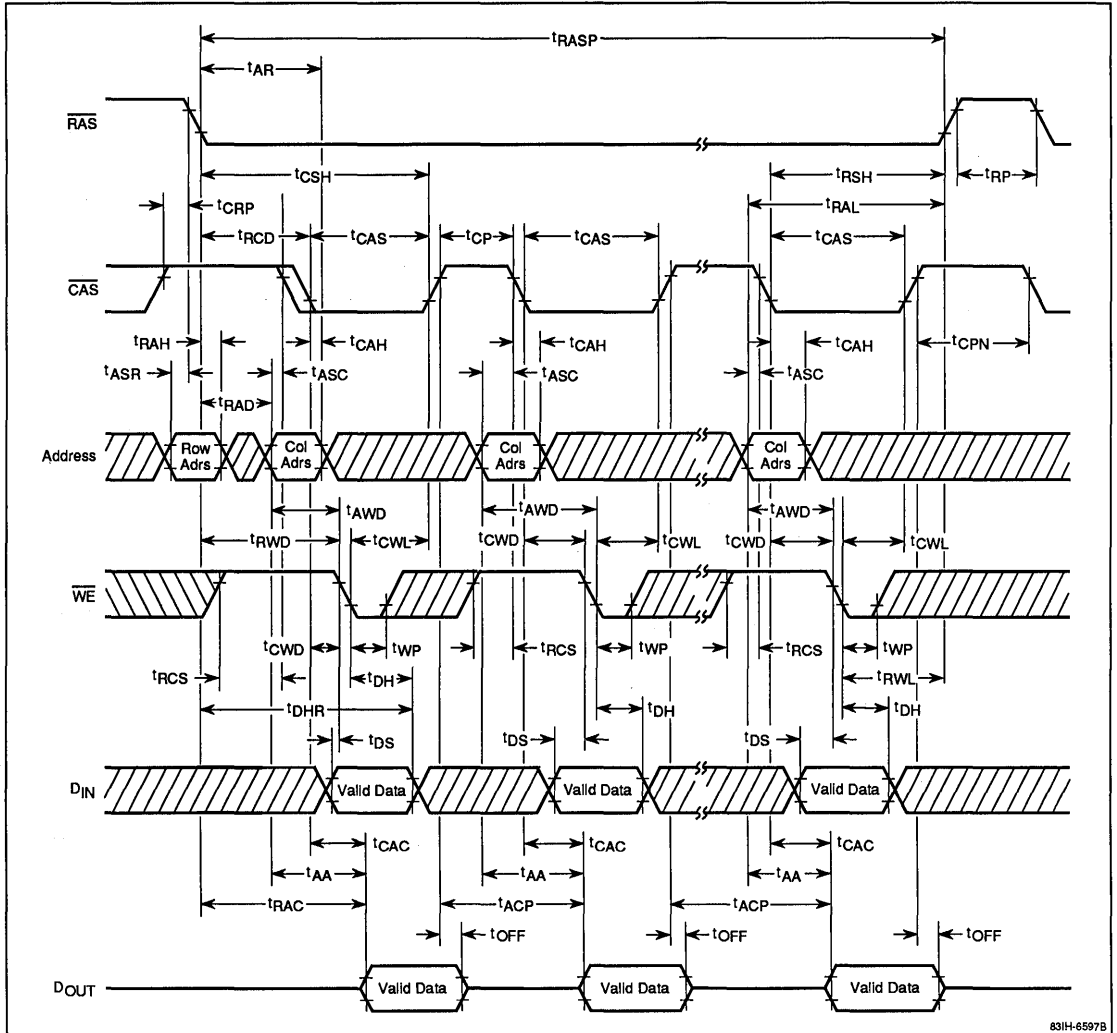 tRASP
tAR
RAS
tCSH
tRSH
tRP
tCRP
tRAL
tRCD
tCAS
tCP
tCAS
tCAS
CAS
tRAH
tCAH
tCAH
tCAH
tCPN
tASR
tASC
tASC
tASC
tRAD
Address
Row Adrs
Col Adrs
Col Adrs
Col Adrs
tAWD
tAWD
tAWD
tRWD
tCWL
tCWD
tCWL
tCWD
tCWL
WE
tCWD
tWP
tRCS
tWP
tRCS
tWP
tRCS
tDH
tRWL
tDHR
tDH
tDH
tDS
tDS
tDS
DIN
Valid Data
Valid Data
Valid Data
tCAC
tCAC
tCAC
tAA
tAA
tAA
tRAC
tACP
tACP
tOFF
tOFF
tOFF
DOUT
Valid Data
Valid Data
Valid Data
83IH-6597B